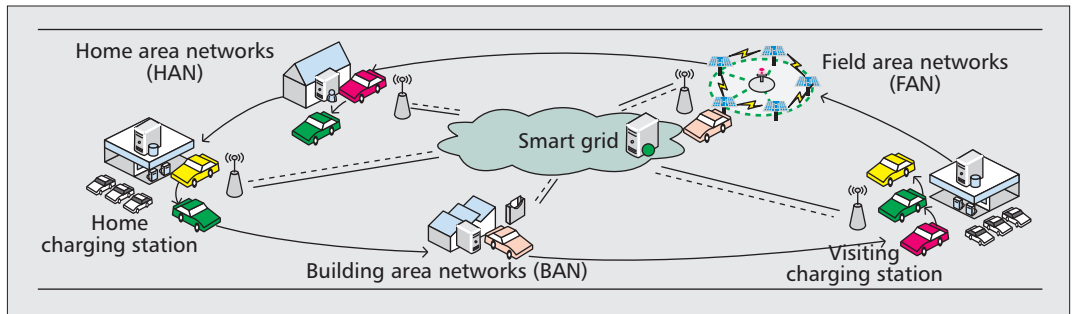 Home area networks
(HAN)
Field area networks
(FAN)
Smart grid
Home
charging station
Building area networks (BAN)
Visiting
charging station